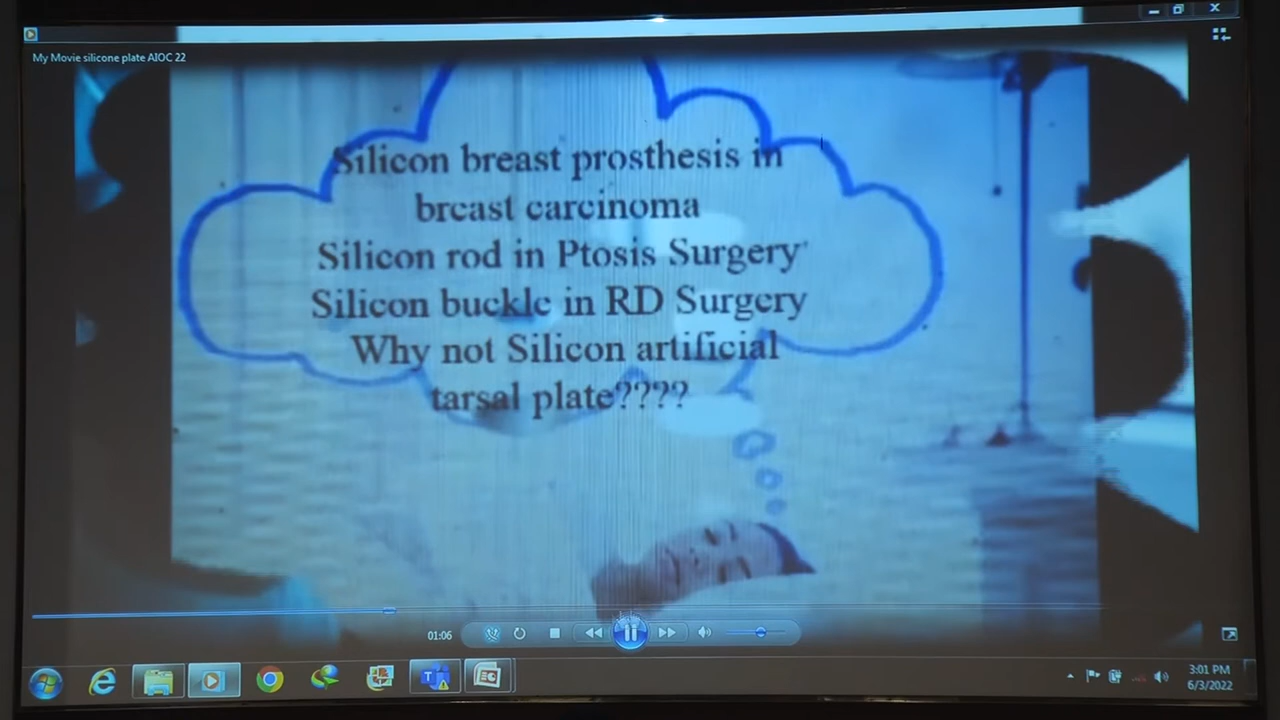 My Movie silicone plate AIOC 22
Silicon breast prosthesis in
breast carcinoma
Silicon rod in Ptosis Surgery
Silicon buckle in RD Surgery
Why not Silicon artificial
tarsal plate????
01:06
3:01 PM
6/3/2022